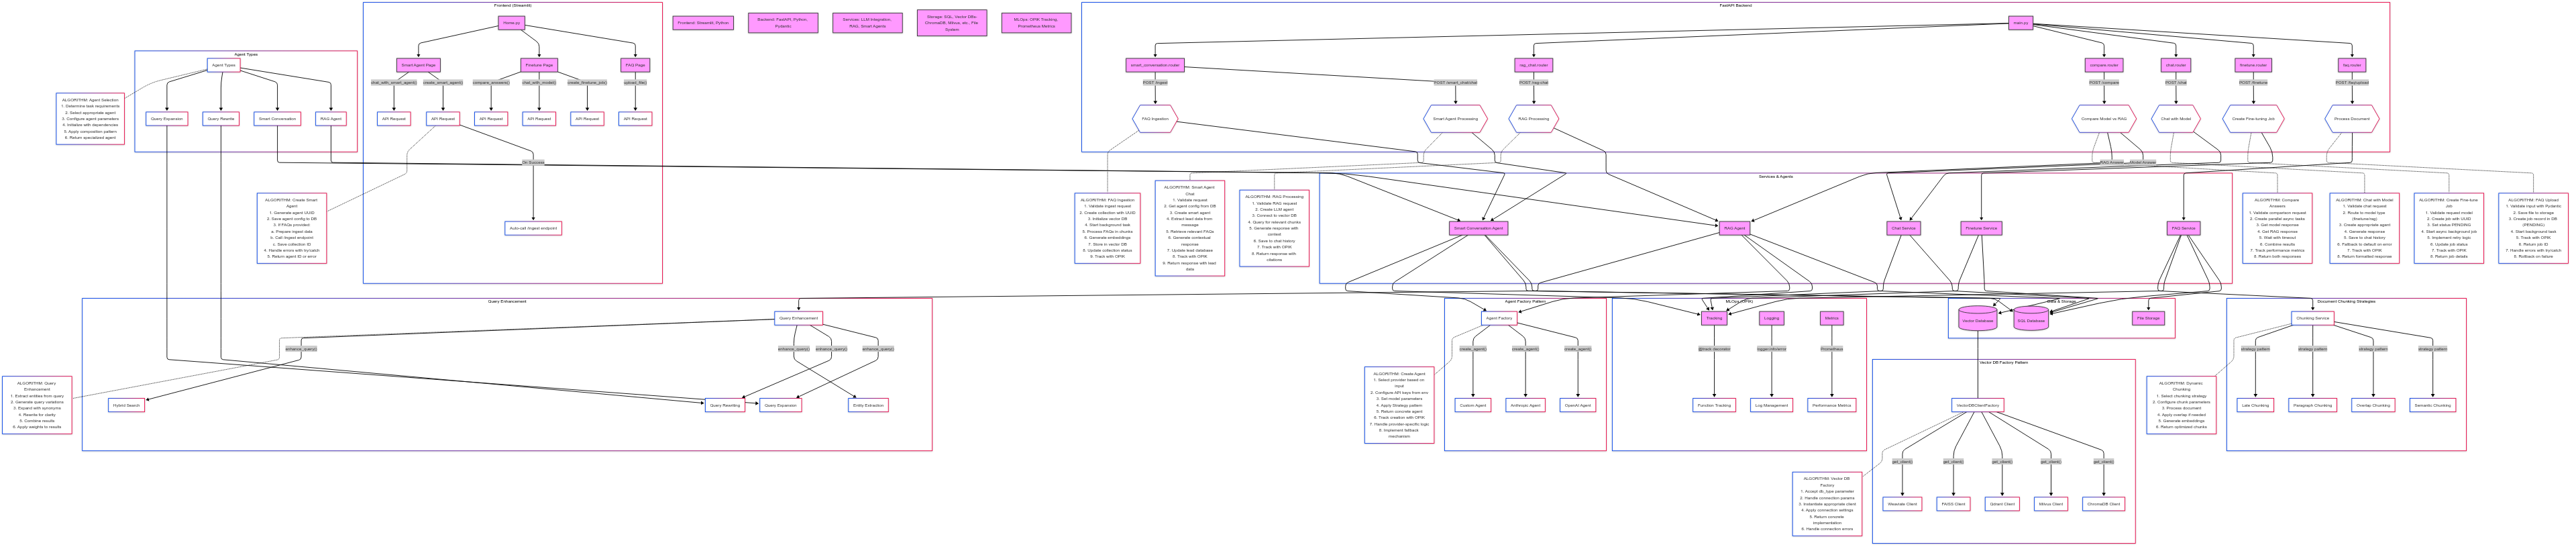 Frontend (Streamlit)
Home.py
Smart Agent Page
Finetune Page
FAQ Page
chat_with_smart_agent()
create_smart_agent()
compare_answers()
chat_with_model()
create_finetune_job()
upload_file()
API Request
API Request
API Request
API Request
API Request
API Request
On Success
Auto-call /ingest endpoint
Frontend: Streamlit, Python,
Backend: FastAPI, Python,
Pydantic
Services: LLM Integration,
RAG, Smart Agents
Storage: SQL, Vector DBs-
ChromaDB, Milvus, etc., File
System
MLOps: OPIK Tracking,
Prometheus Metrics
FastAPI Backend
main.py
smart_conversation.router
rag_chat.router
compare.router
chat.router
finetune.router
faq.router
POST /ingest
POST /smart_chat/chat
POST /rag-chat
POST /compare
POST /chat
POST /finetune
POST /faq/upload
FAQ Ingestion
Smart Agent Processing
RAG Processing
Compare Model vs RAG
Chat with Model
Create Fine-tuning Job
Process Document
RAG Answer
Model Answer
Agent Types
Agent Types
Query Expansion
Query Rewrite
Smart Conversation
RAG Agent
ALGORITHM: Agent Selection
1. Determine task requirements
2. Select appropriate agent
3. Configure agent parameters
4. Initialize with dependencies
5. Apply composition pattern
6. Return specialized agent
ALGORITHM: Create Smart
Agent
1. Generate agent UUID
2. Save agent config to DB
3. If FAQs provided
a. Prepare ingest data
b. Call /ingest endpoint
c. Save collection ID
4. Handle errors with try/catch
5. Return agent ID or error
ALGORITHM: FAQ Ingestion
1. Validate ingest request
2. Create collection with UUID
3. Initialize vector DB
4. Start background task
5. Process FAQs in chunks
6. Generate embeddings
7. Store in vector DB
8. Update collection status
9. Track with OPIK
ALGORITHM: Smart Agent
Chat
1. Validate request
2. Get agent config from DB
3. Create smart agent
4. Extract lead data from
message
5. Retrieve relevant FAQs
6. Generate contextual
response
7. Update lead database
8. Track with OPIK
9. Return response with lead
data
ALGORITHM: RAG Processing
1. Validate RAG request
2. Create LLM agent
3. Connect to vector DB
4. Query for relevant chunks
5. Generate response with
context
6. Save to chat history
7. Track with OPIK
8. Return response with
citations
Services & Agents
Smart Conversation Agent
RAG Agent
Chat Service
Finetune Service
FAQ Service
ALGORITHM: Compare
Answers
1. Validate comparison request
2. Create parallel async tasks
3. Get model response
4. Get RAG response
5. Wait with timeout
6. Combine results
7. Track performance metrics
8. Return both responses
ALGORITHM: Chat with Model
1. Validate chat request
2. Route to model type
(finetuned/rag)
3. Create appropriate agent
4. Generate response
5. Save to chat history
6. Fallback to default on error
7. Track with OPIK
8. Return formatted response
ALGORITHM: Create Fine-tune
Job
1. Validate request model
2. Create job with UUID
3. Set status PENDING
4. Start async background job
5. Implement retry logic
6. Update job status
7. Track with OPIK
8. Return job details
ALGORITHM: FAQ Upload
1. Validate input with Pydantic
2. Save file to storage
3. Create job record in DB
(PENDING)
4. Start background task
5. Track with OPIK
6. Return job ID
7. Handle errors with try/catch
8. Rollback on failure
Query Enhancement
Query Enhancement
enhance_query()
enhance_query()
enhance_query()
enhance_query()
Hybrid Search
Query Rewriting
Query Expansion
Entity Extraction
ALGORITHM: Query
Enhancement
1. Extract entities from query
2. Generate query variations
3. Expand with synonyms
4. Rewrite for clarity
5. Combine results
6. Apply weights to results
Agent Factory Pattern
Agent Factory
create_agent()
create_agent()
create_agent()
Custom Agent
Anthropic Agent
OpenAI Agent
ALGORITHM: Create Agent
1. Select provider based on
input
2. Configure API keys from env
3. Set model parameters
4. Apply Strategy pattern
5. Return concrete agent
6. Track creation with OPIK
7. Handle provider-specific logic
8. Implement fallback
mechanism
MLOps (OPIK)
Tracking
Logging
Metrics
@track decorator
logger.info/error
Prometheus
Function Tracking
Log Management
Performance Metrics
Data & Storage
Vector Database
SQL Database
File Storage
Vector DB Factory Pattern
VectorDBClientFactory
get_client()
get_client()
get_client()
get_client()
get_client()
Weaviate Client
FAISS Client
Qdrant Client
Milvus Client
ChromaDB Client
ALGORITHM: Vector DB
Factory
1. Accept db_type parameter
2. Handle connection params
3. Instantiate appropriate client
4. Apply connection settings
5. Return concrete
implementation
6. Handle connection errors
Document Chunking Strategies
Chunking Service
strategy pattern
strategy pattern
strategy pattern
strategy pattern
Late Chunking
Paragraph Chunking
Overlap Chunking
Semantic Chunking
ALGORITHM: Dynamic
Chunking
1. Select chunking strategy
2. Configure chunk parameters
3. Process document
4. Apply overlap if needed
5. Generate embeddings
6. Return optimized chunks